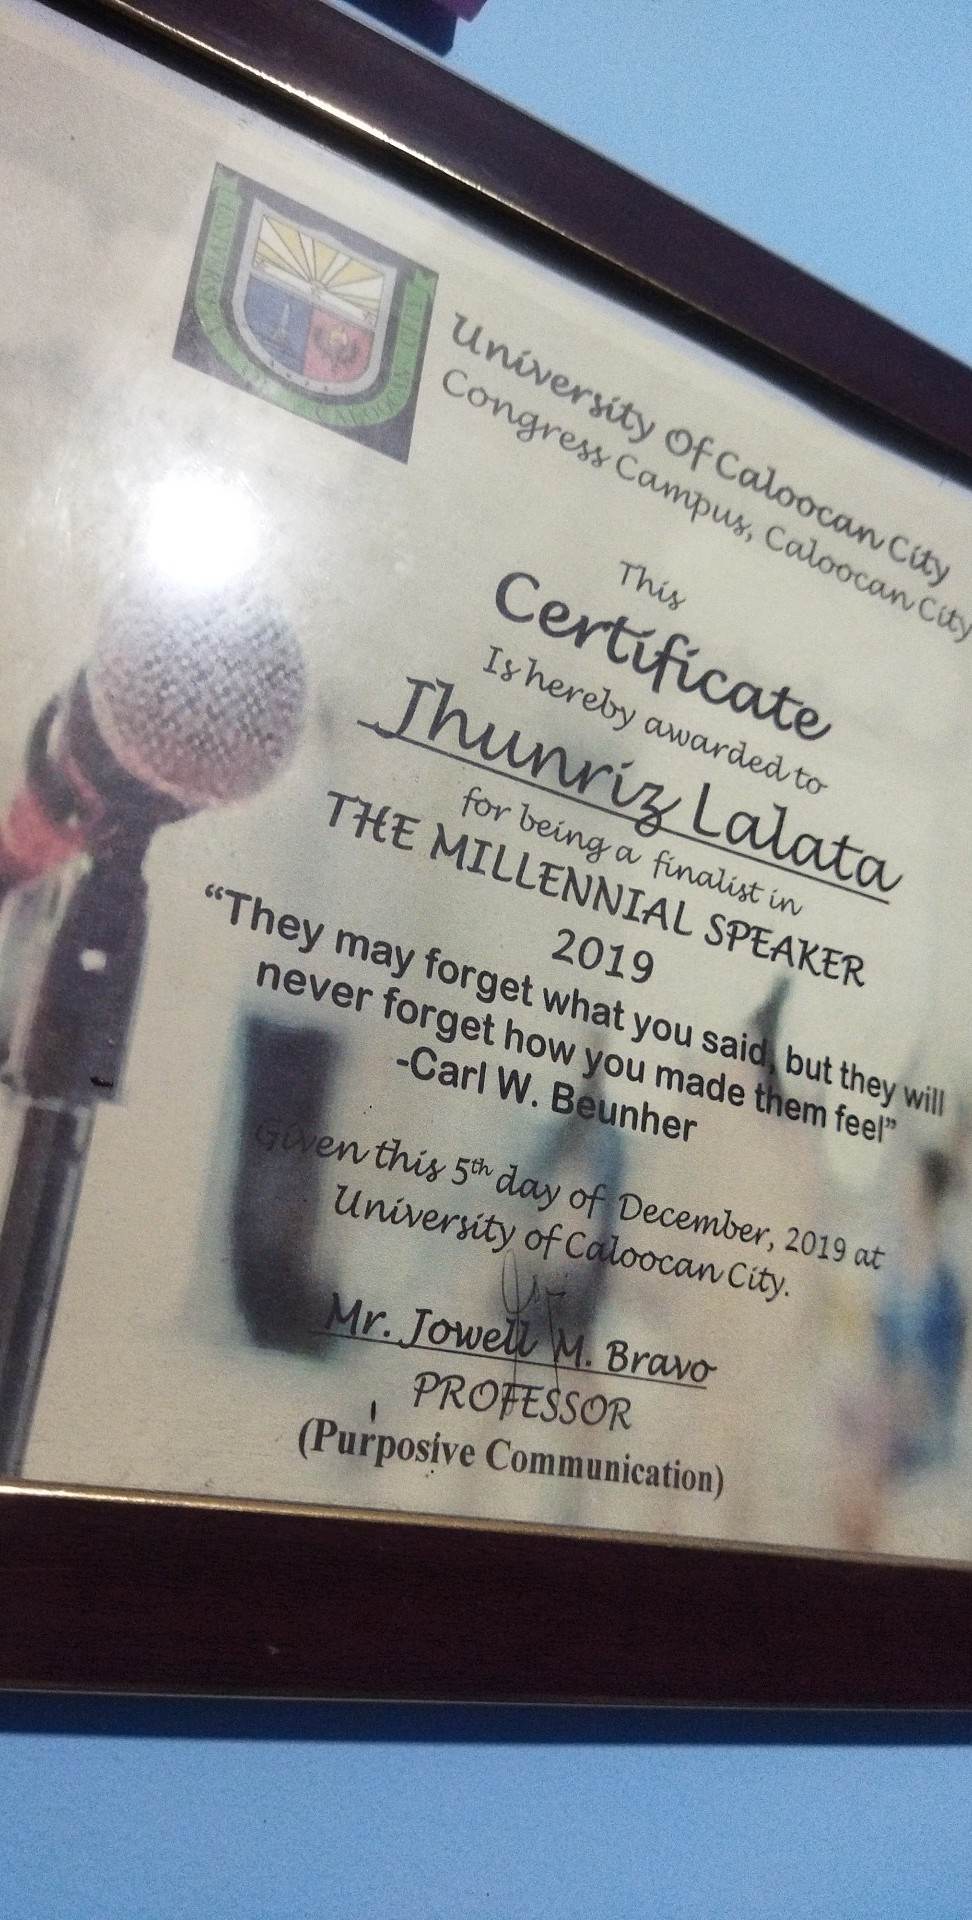 University Of Caloocan City
Congress Campus, Caloocan City
This
Certificate
Is hereby awarded to
Jhunriz Lalata
for being a finalist in
THE MILLENNIAL SPEAKER
2019
“They may forget what you said, but they will
never forget how you made them feel”
-Carl W. Beunher
Given this 5th day of December, 2019 at
University of Caloocan City.
Mr. Jowell M. Bravo
PROFESSOR
(Purposive Communication)